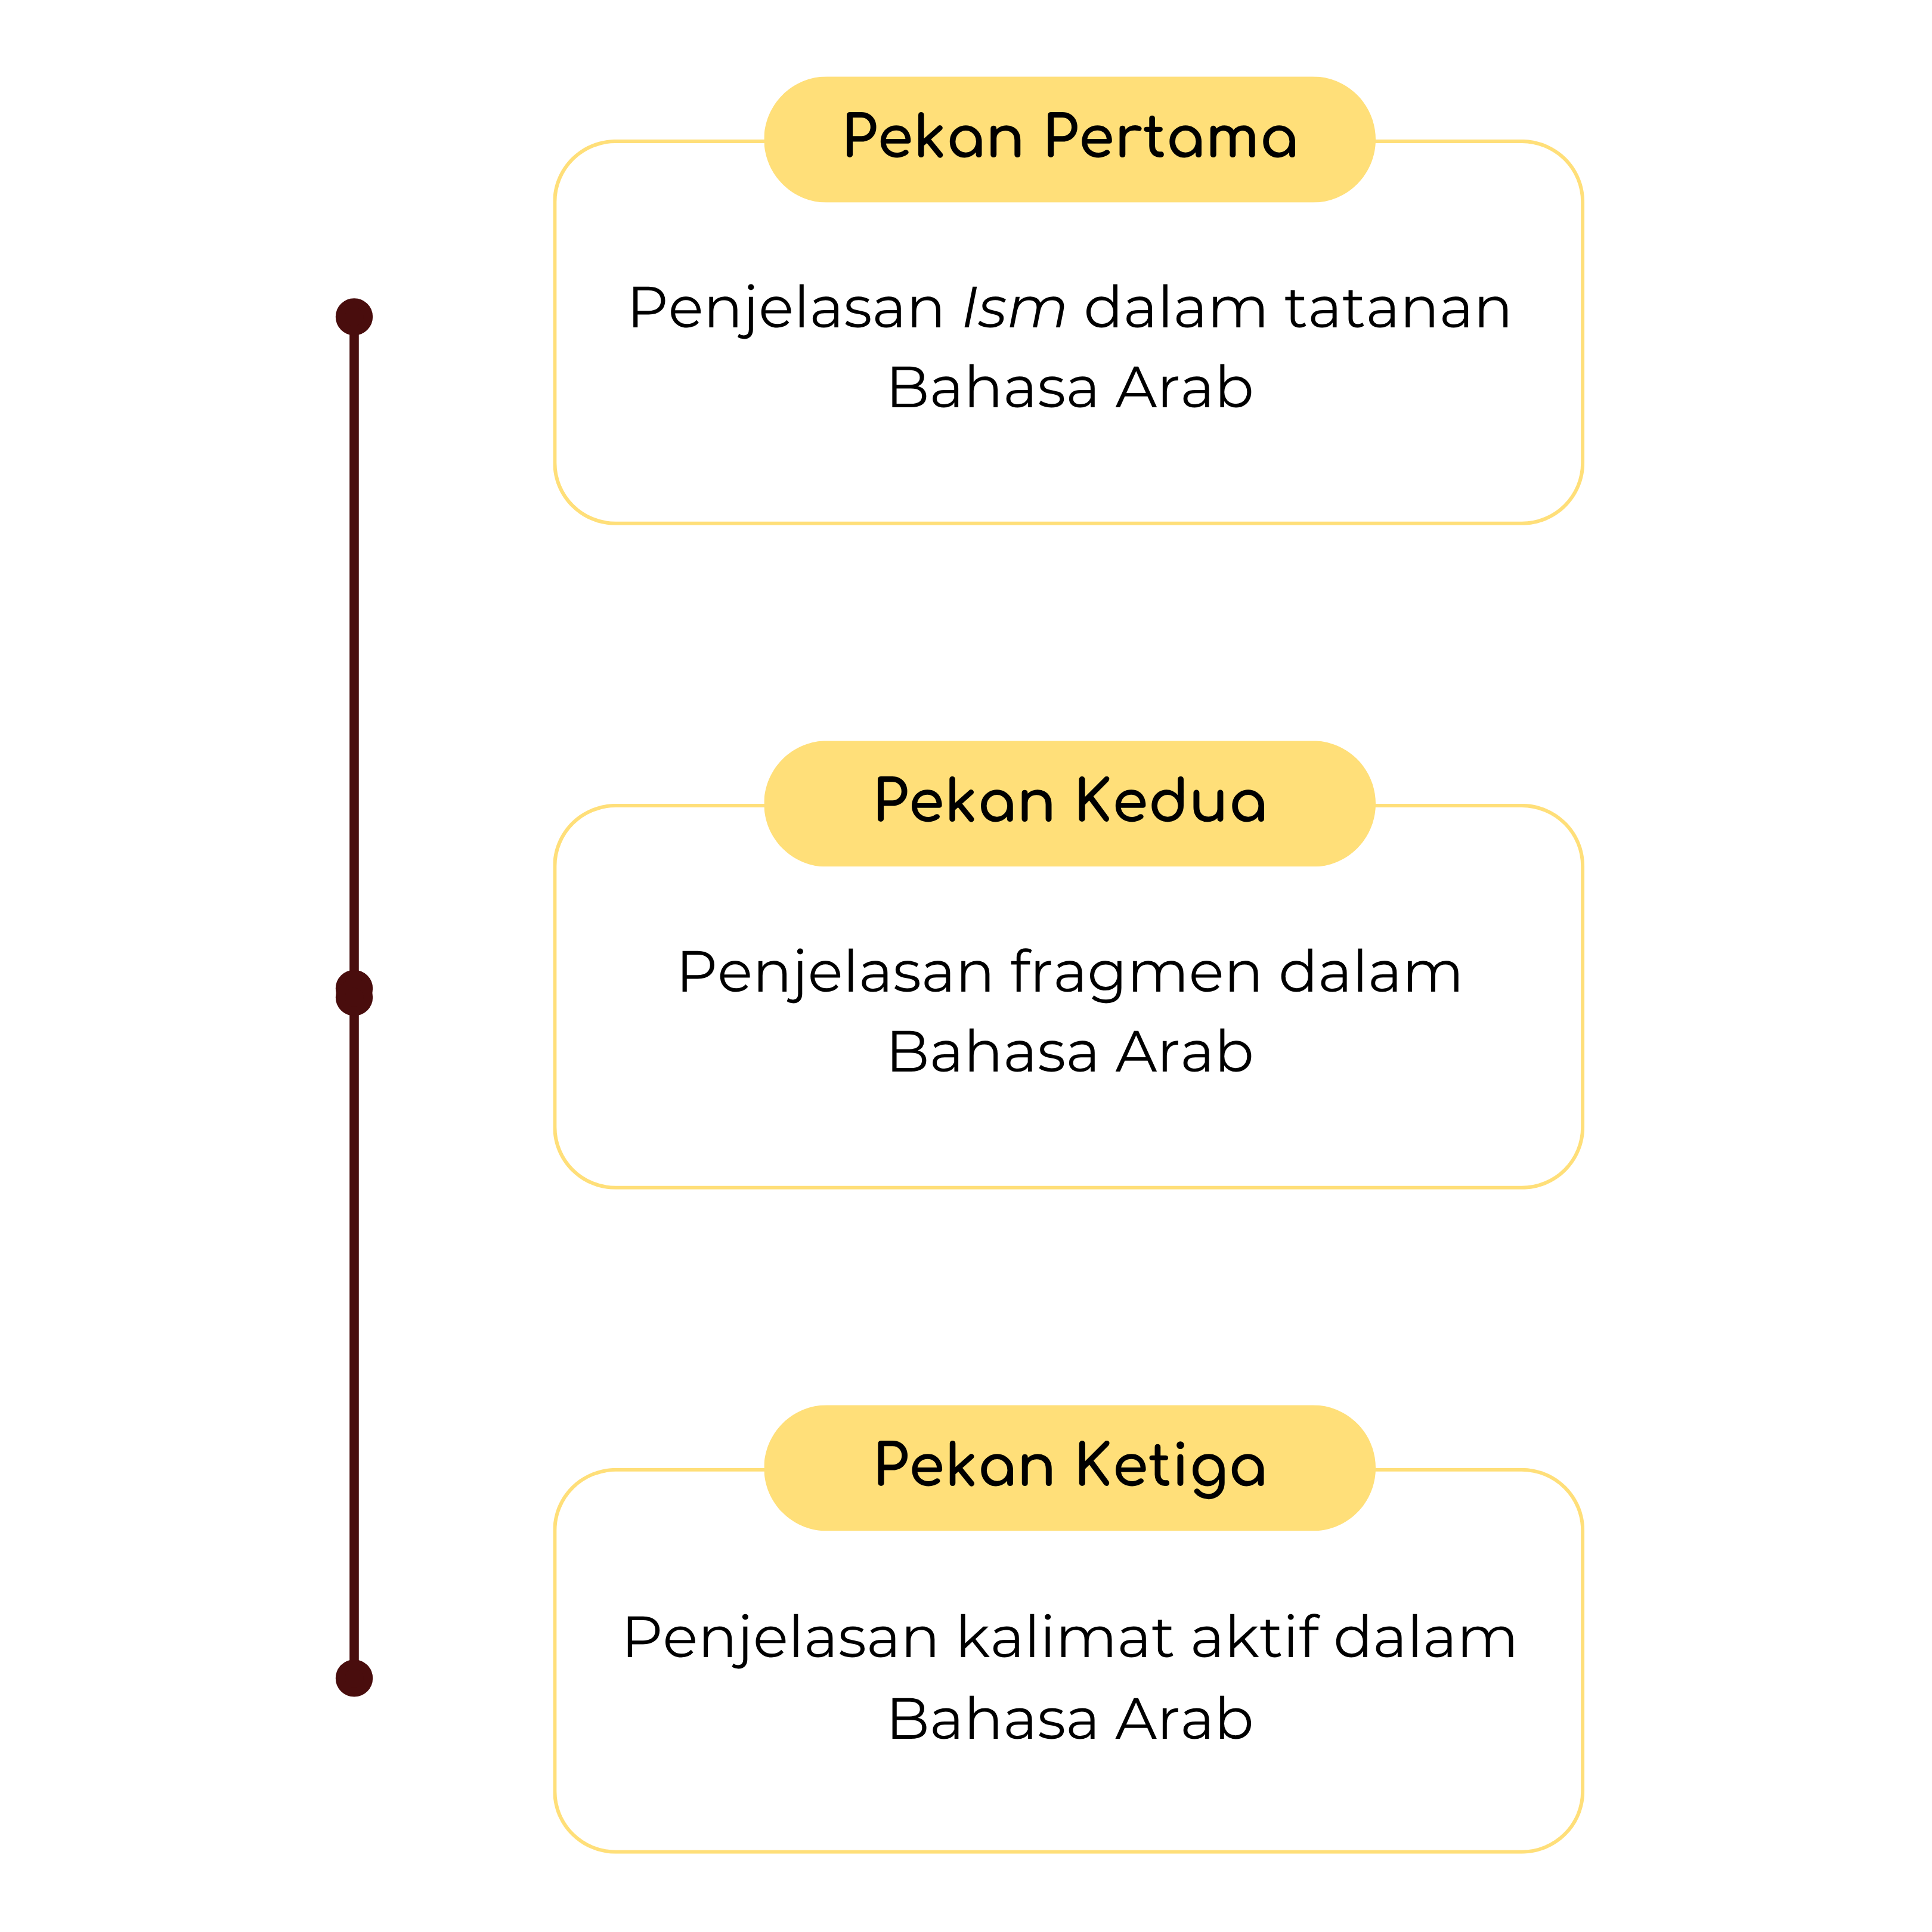 Pekan Pertama
Penjelasan Ism dalam tatanan
Bahasa Arab
Pekan Kedua
Penjelasan fragmen dalam
Bahasa Arab
Pekan Ketiga
Penjelasan kalimat aktif dalam
Bahasa Arab